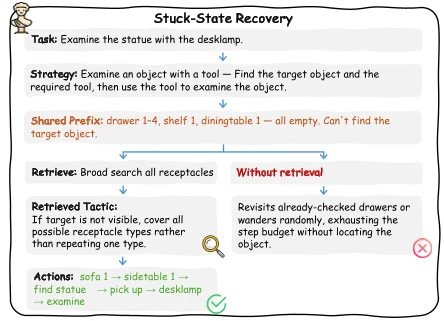 Stuck-State Recovery
Task: Examine the statue with the desklamp.
Strategy: Examine an object with a tool — Find the target object and the
required tool, then use the tool to examine the object.
Shared Prefix: drawer 1–4, shelf 1, diningtable 1 — all empty. Can't find the
target object.
Retrieve: Broad search all receptacles
Without retrieval
Retrieved Tactic:
If target is not visible, cover all
possible receptacle types rather
than repeating one type.
Revisits already-checked drawers or
wanders randomly, exhausting the
step budget without locating the
object.
Actions: sofa 1 → sidetable 1 →
find statue → pick up → desklamp
→ examine